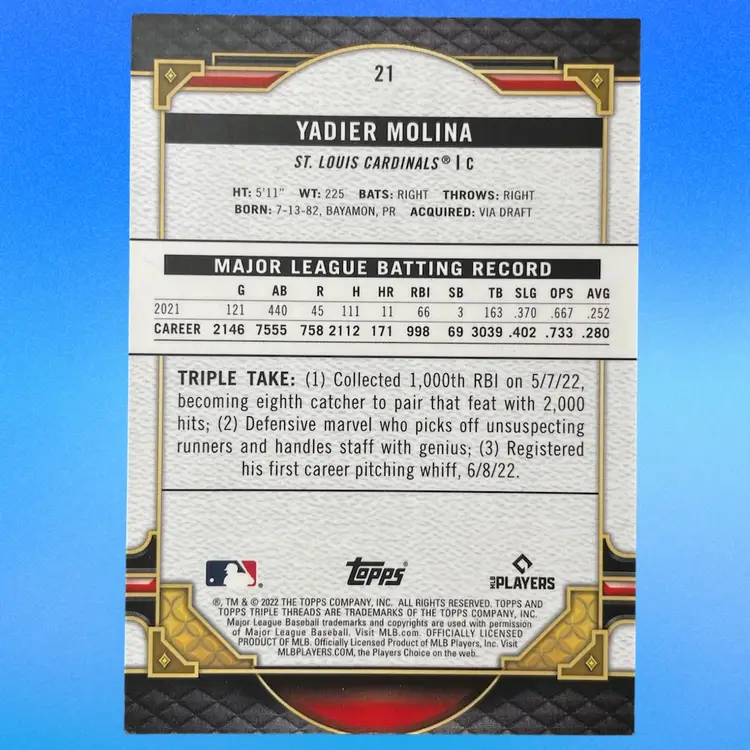 21
YADIER MOLINA
ST. LOUIS CARDINALS® | C
HT: 5'11" WT: 225 BATS: RIGHT THROWS: RIGHT
BORN: 7-13-82, BAYAMON, PR ACQUIRED: VIA DRAFT
MAJOR LEAGUE BATTING RECORD
G AB R H HR RBI SB TB SLG OPS AVG
2021 121 440 45 111 11 66 3 163 .370 .667 .252
CAREER 2146 7555 758 2112 171 998 69 3039 .402 .733 .280
TRIPLE TAKE: (1) Collected 1,000th RBI on 5/7/22,
becoming eighth catcher to pair that feat with 2,000
hits; (2) Defensive marvel who picks off unsuspecting
runners and handles staff with genius; (3) Registered
his first career pitching whiff, 6/8/22.
Topps® MLB PLAYERS
®, TM & © 2022 THE TOPPS COMPANY, INC. ALL RIGHTS RESERVED. TOPPS AND
TOPPS TRIPLE THREADS ARE TRADEMARKS OF THE TOPPS COMPANY, INC.
Major League Baseball trademarks and copyrights are used with permission
of Major League Baseball. Visit MLB.com. OFFICIALLY LICENSED
PRODUCT OF MLB. Officially Licensed Product of MLB Players, Inc. Visit
MLBPLAYERS.COM, the Players Choice on the web.